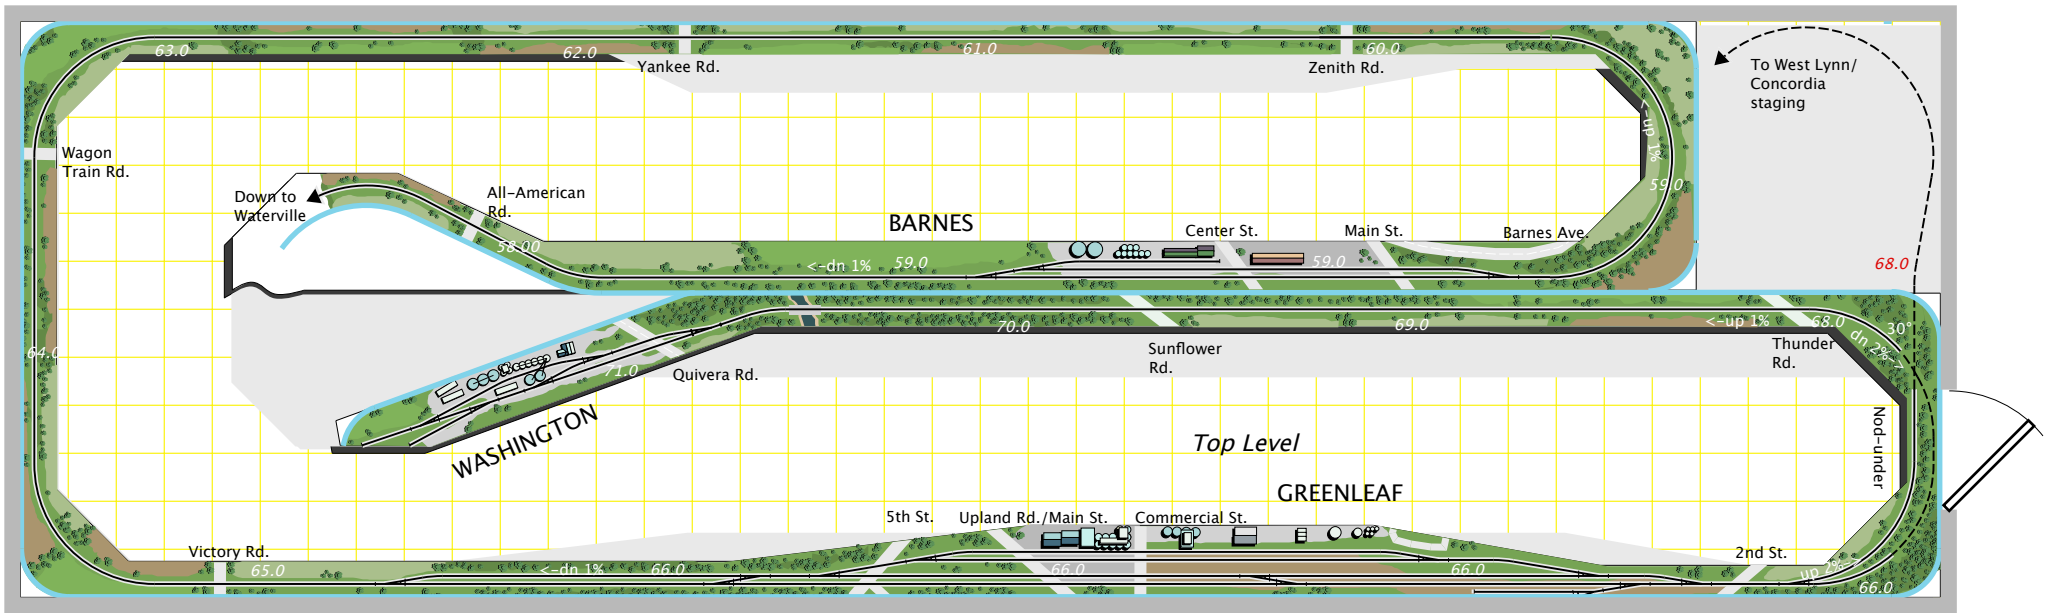 63.0
62.0
61.0
60.0
Yankee Rd.
Zenith Rd.
To West Lynn/
Concordia
staging
<-up 1%
Wagon
Train Rd.
59.0
Down to
Waterville
All-American
Rd.
58.00
BARNES
Center St.
Main St.
Barnes Ave.
<-dn 1%
59.0
59.0
68.0
70.0
69.0
<-up 1%
68.0
30°
dn 2%->
64.0
Sunflower
Rd.
Thunder
Rd.
71.0
Quivera Rd.
WASHINGTON
Top Level
Nod-under
GREENLEAF
5th St.
Upland Rd./Main St.
Commercial St.
Victory Rd.
2nd St.
65.0
<-dn 1%
66.0
66.0
66.0
up 2%->
66.0